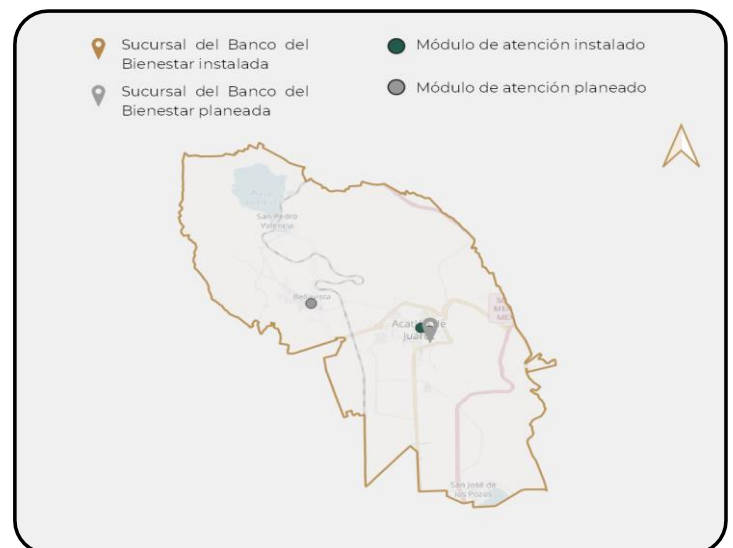 Sucursal del Banco del
Bienestar instalada
Módulo de atención instalado
Sucursal del Banco del
Bienestar planeada
Módulo de atención planeado
San Pedro
Valencia
Bellavista
Acatlán de
Juárez
San José de
los Pozos